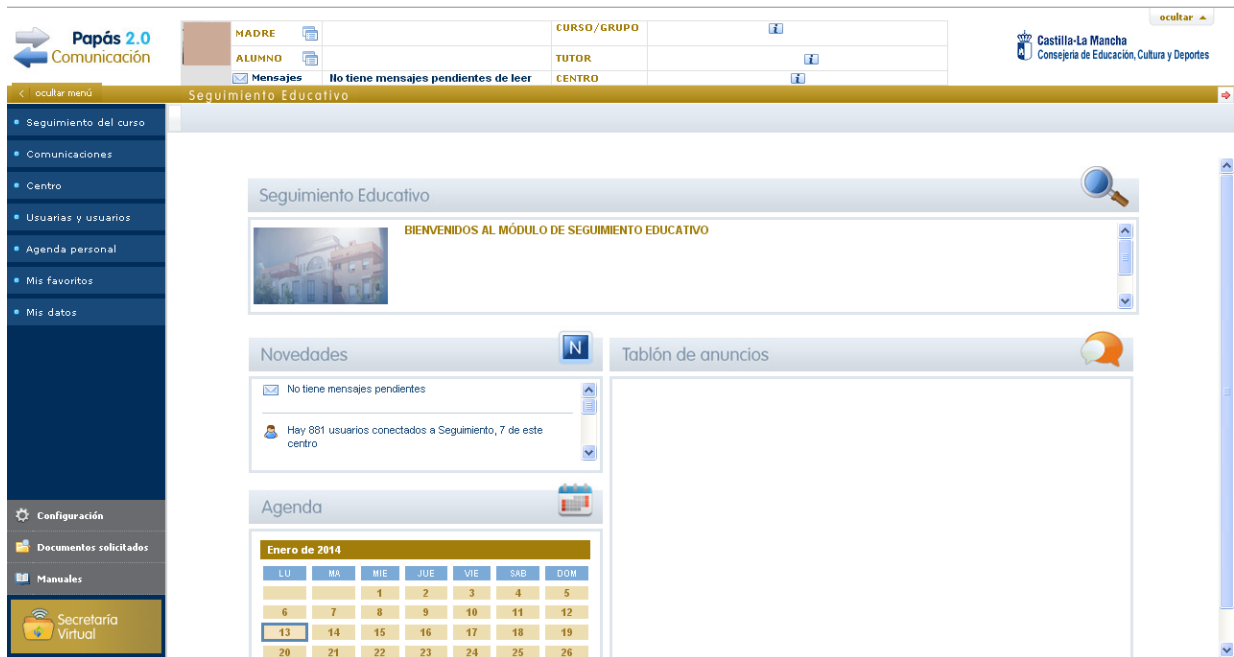 Papás 2.0
Comunicación
MADRE
CURSO/GRUPO
ALUMNO
TUTOR
Mensajes No tiene mensajes pendientes de leer
CENTRO
ocultar
Castilla-La Mancha
Consejería de Educación, Cultura y Deportes
< ocultar menú
Seguimiento Educativo
Seguimiento del curso
Comunicaciones
Centro
Usuarias y usuarios
Agenda personal
Mis favoritos
Mis datos
Configuración
Documentos solicitados
Manuales
Secretaría
Virtual
Seguimiento Educativo
BIENVENIDOS AL MÓDULO DE SEGUIMIENTO EDUCATIVO
Novedades
N
No tiene mensajes pendientes
Hay 881 usuarios conectados a Seguimiento, 7 de este
centro
Tablón de anuncios
Agenda
Enero de 2014
LU MA MIE JUE VIE SAB DOM
1 2 3 4 5
6 7 8 9 10 11 12
13 14 15 16 17 18 19
20 21 22 23 24 25 26